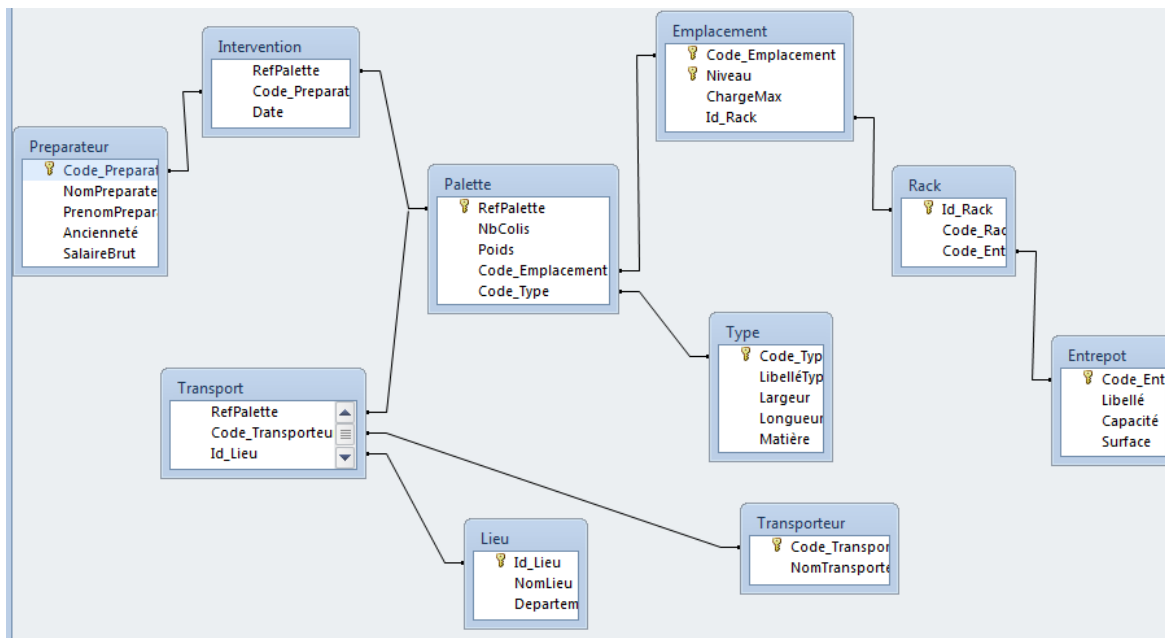 Intervention
RefPalette
Code_Preparat
Date
Preparateur
Code_Preparat
NomPreparate
PrenomPrepar
Ancienneté
SalaireBrut
Palette
RefPalette
NbColis
Poids
Code_Emplacement
Code_Type
Emplacement
Code_Emplacement
Niveau
ChargeMax
Id_Rack
Rack
Id_Rack
Code_Rac
Code_Ent
Type
Code_Typ
LibelléTyp
Largeur
Longueur
Matière
Entrepot
Code_Ent
Libellé
Capacité
Surface
Transport
RefPalette
Code_Transporteu
Id_Lieu
Lieu
Id_Lieu
NomLieu
Departem
Transporteur
Code_Transpor
NomTransporte